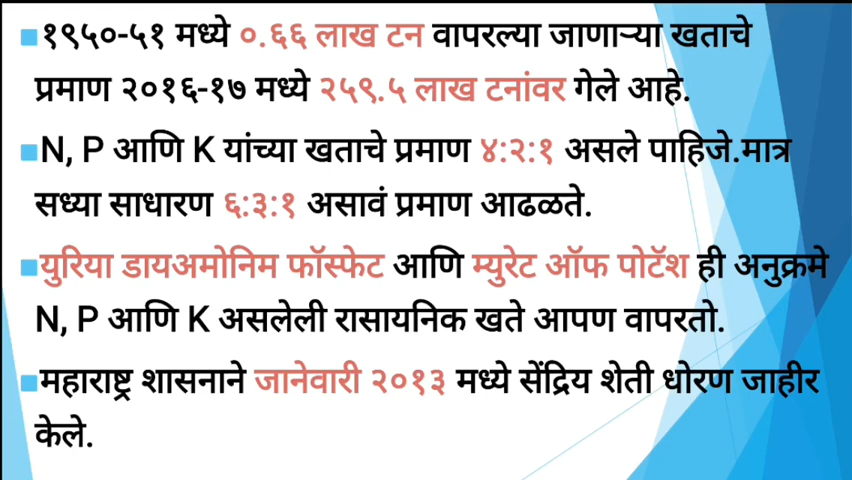 १९५०-५१ मध्ये ०.६६ लाख टन वापरल्या जाणाऱ्या खताचे
प्रमाण २०१६-१७ मध्ये २५९.५ लाख टनांवर गेले आहे.
N, P आणि K यांच्या खताचे प्रमाण ४:२:१ असले पाहिजे.मात्र
सध्या साधारण ६:३:१ असावं प्रमाण आढळते.
युरिया डायअमोनिम फॉस्फेट आणि म्युरेट ऑफ पोटॅश ही अनुक्रमे
N, P आणि K असलेली रासायनिक खते आपण वापरतो.
महाराष्ट्र शासनाने जानेवारी २०१३ मध्ये सेंद्रिय शेती धोरण जाहीर
केले.